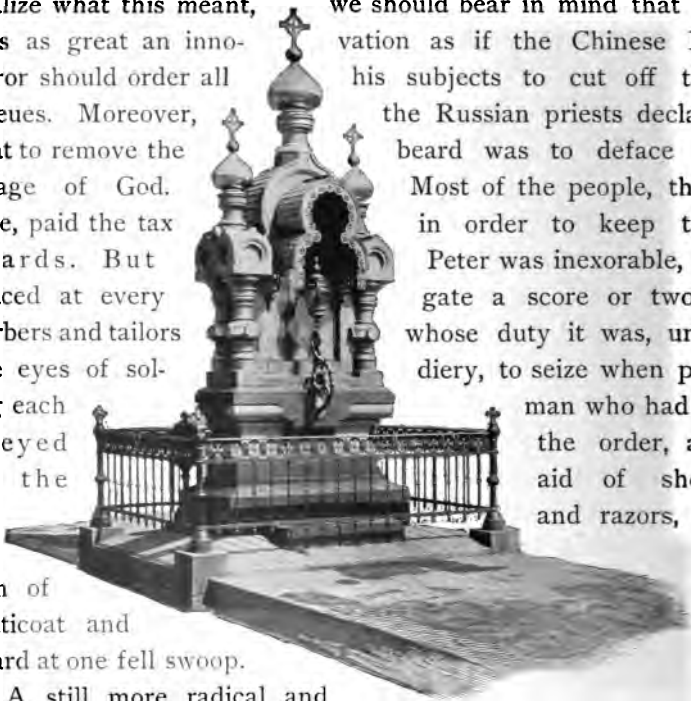 alize what this meant, we should bear in mind that
s as great an inno- vation as if the Chinese
ror should order all his subjects to cut off t
eues. Moreover, the Russian priests decla
at to remove the beard was to deface
age of God. Most of the people, th
e, paid the tax in order to keep t
ards. But Peter was inexorable,
ced at every gate a score or two
rbers and tailors whose duty it was, un
e eyes of sol- diery, to seize when p
g each man who had
eyed the order, a
the aid of she
and razors,
of
ticoat and
ard at one fell swoop.
A still more radical and